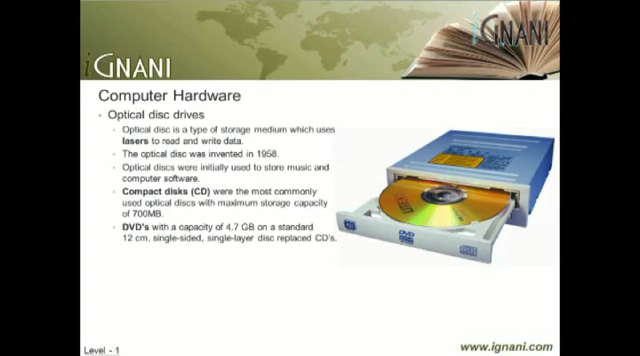 iGNANI
iGNANI
Computer Hardware
• Optical disc drives
• Optical disc is a type of storage medium which uses
lasers to read and write data.
• The optical disc was invented in 1958.
• Optical discs were initially used to store music and
computer software.
• Compact disks (CD) were the most commonly
used optical discs with maximum storage capacity
of 700MB.
• DVD's with a capacity of 4.7 GB on a standard
12 cm, single-sided, single-layer disc replaced CD's.
DVD
Level - 1
www.ignani.com